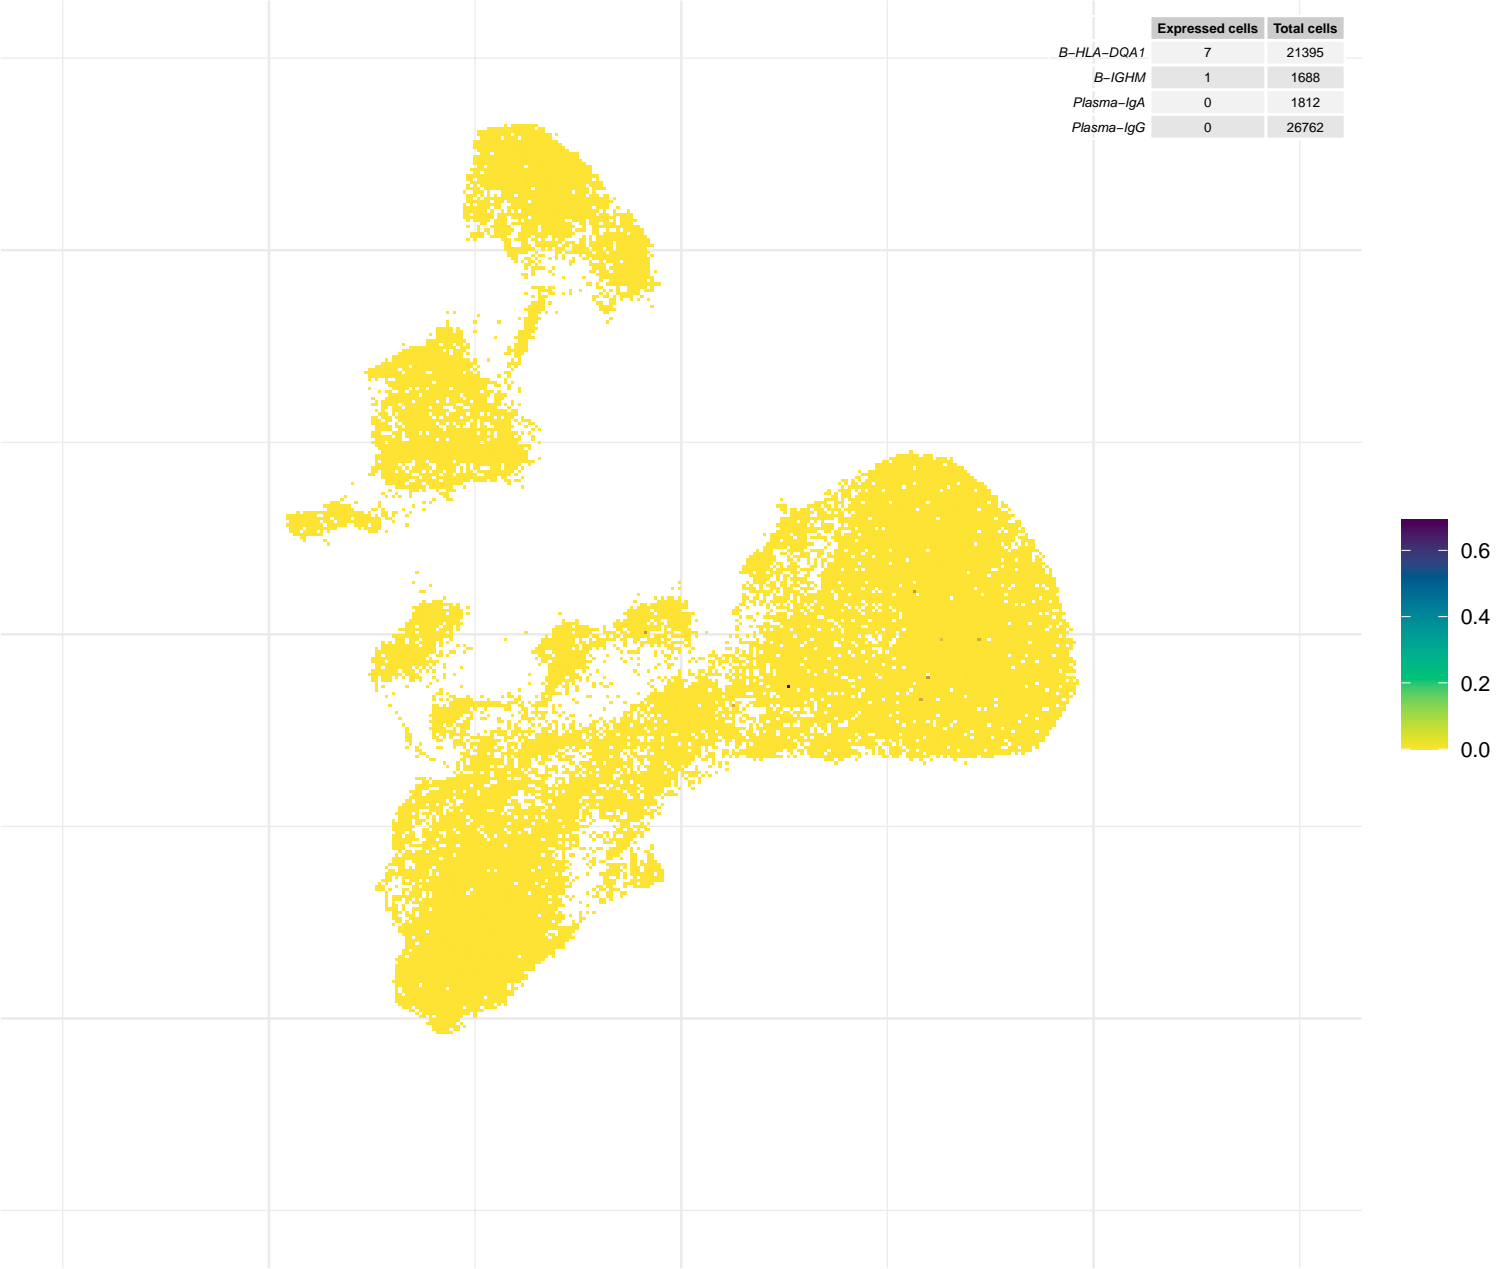 Expressed cells Total cells
B−HLA−DQA1 7 21395
B−IGHM 1 1688
Plasma−IgA 0 1812
Plasma−IgG 0 26762
0.6
0.4
0.2
0.0